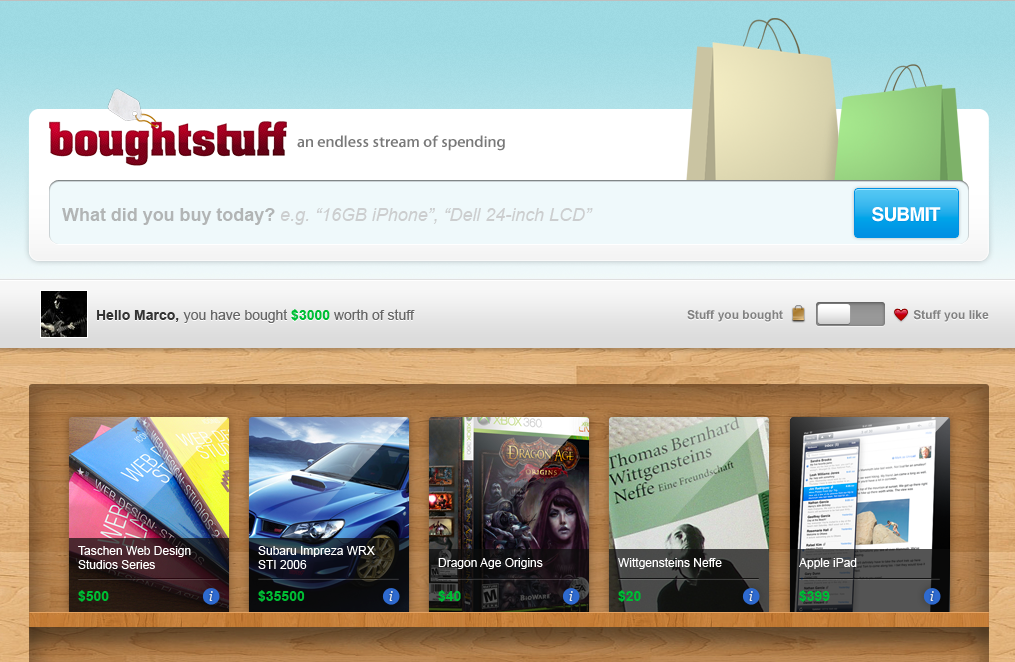 boughtstuff an endless stream of spending
What did you buy today? e.g. “16GB iPhone”, “Dell 24-inch LCD” SUBMIT
Hello Marco, you have bought $3000 worth of stuff
Stuff you bought Stuff you like
WEB DESIGN: STUDIOS 2
XBOX 360
DRAGON AGE
ORIGINS
M
BIOWARE
Thomas Bernhard
Wittgensteins
Neffe Eine Freundschaft
Taschen Web Design
Studios Series
$500
Subaru Impreza WRX
STI 2006
$35500
Dragon Age Origins
$40
Wittgensteins Neffe
$20
Apple iPad
$399